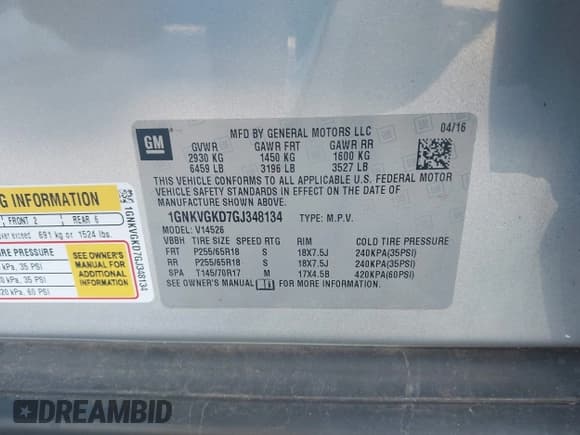 GM
MFD BY GENERAL MOTORS LLC
04/16
GVWR GAWR FRT GAWR RR
2930 KG 1450 KG 1600 KG
6459 LB 3196 LB 3527 LB
THIS VEHICLE CONFORMS TO ALL APPLICABLE U.S. FEDERAL MOTOR
VEHICLE SAFETY STANDARDS IN EFFECT ON THE DATE OF
MANUFACTURE SHOWN ABOVE.
1GNKVGKD7GJ348134 TYPE: M.P.V.
MODEL: V14526
VBBH TIRE SIZE SPEED RTG RIM COLD TIRE PRESSURE
FRT P255/65R18 S 18X7.5J 240KPA(35PSI)
RR P255/65R18 S 18X7.5J 240KPA(35PSI)
SPA T145/70R17 M 17X4.5B 420KPA(60PSI)
SEE OWNER'S MANUAL FOR MORE INFORMATION.
G INFORMATION
FRONT 2 REAR 6
exceed 691 kg or 1524 lbs.
kPa, 35 PSI
kPa, 35 PSI
20 kPa, 60 PSI
SEE OWNER'S
MANUAL FOR
ADDITIONAL
INFORMATION
1GNKVGKD7GJ348134
DREAMBID